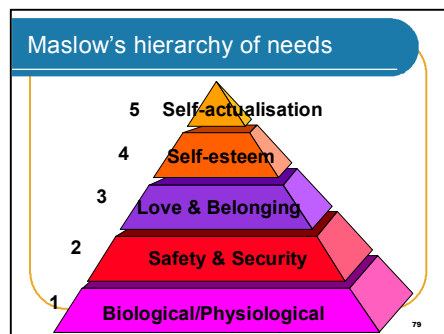 Maslow's hierarchy of needs
5 Self-actualisation
4 Self-esteem
3 Love & Belonging
2 Safety & Security
1 Biological/Physiological
79